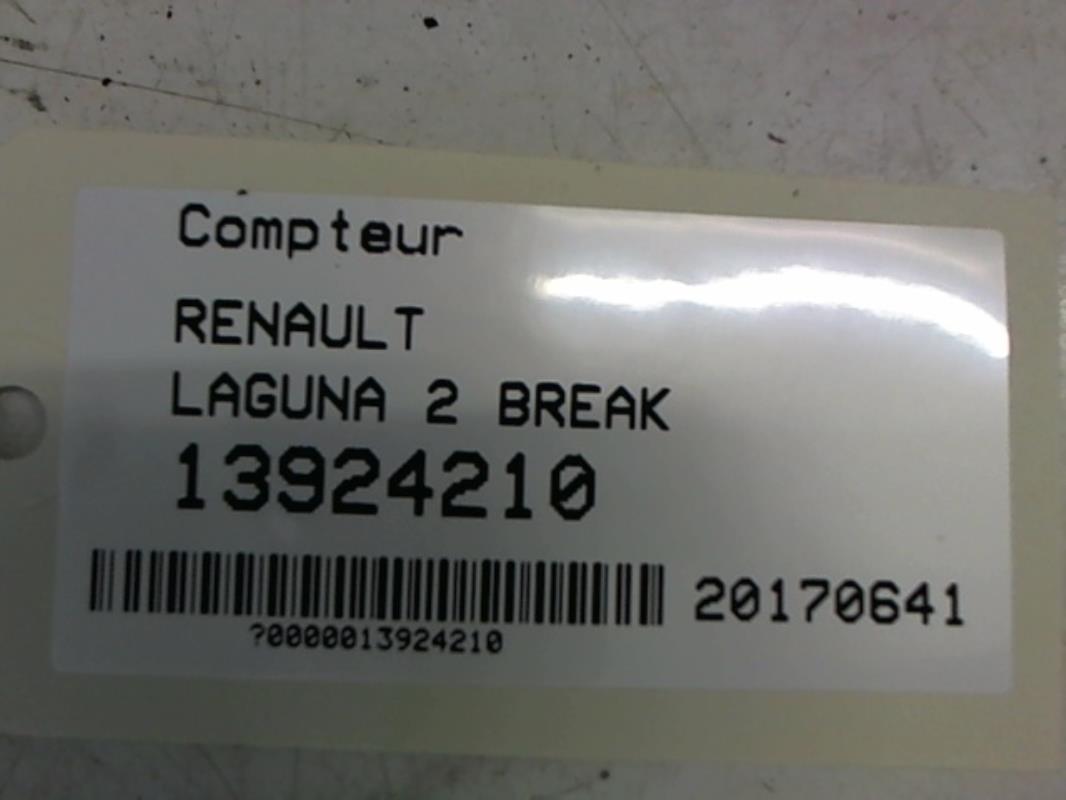 Compteur
RENAULT
LAGUNA 2 BREAK
13924210
20170641
?0000013924210